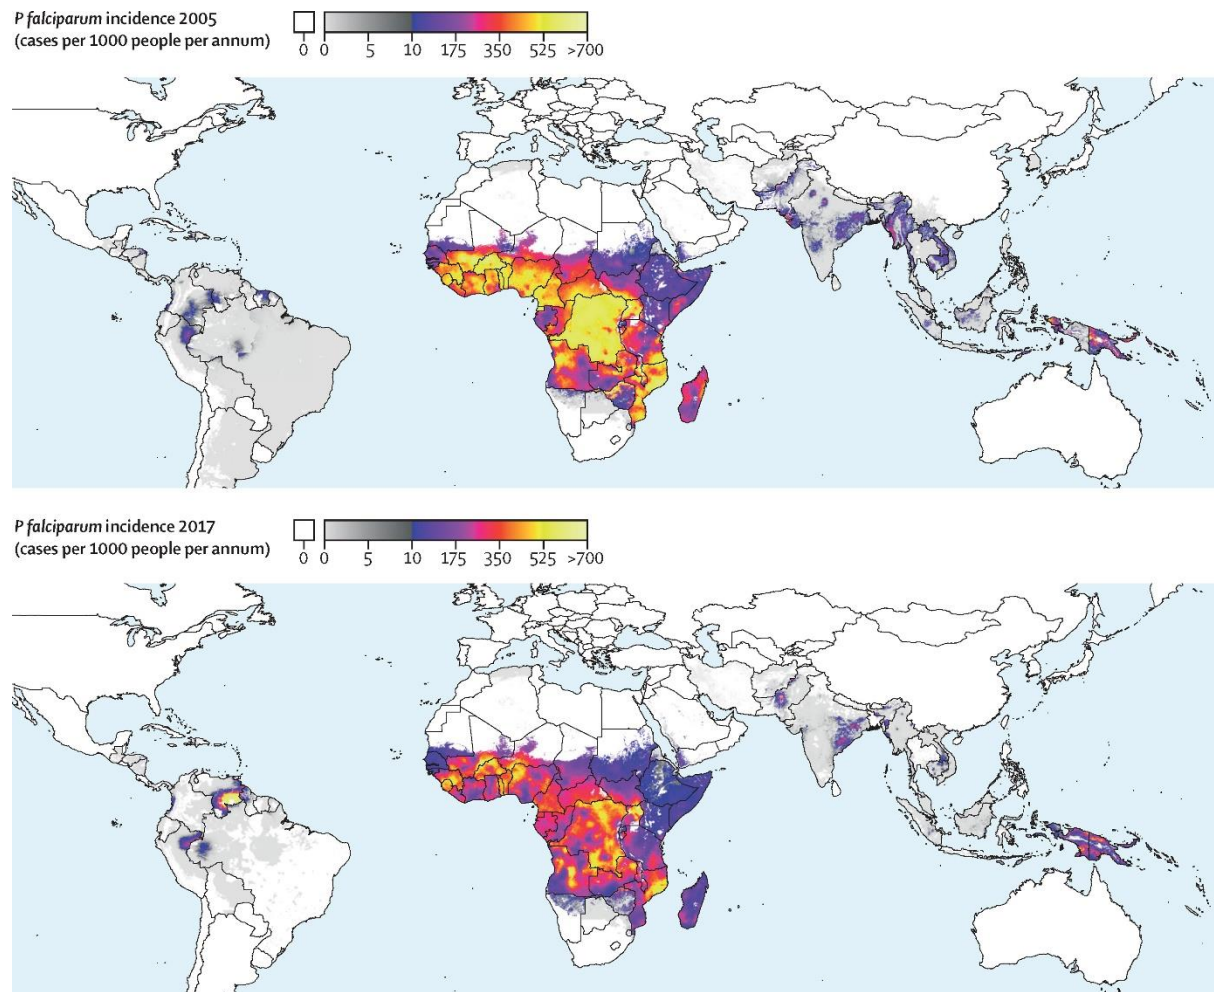 P falciparum incidence 2005
(cases per 1000 people per annum)
0 0 5 10 175 350 525 >700
P falciparum incidence 2017
(cases per 1000 people per annum)
0 0 5 10 175 350 525 >700